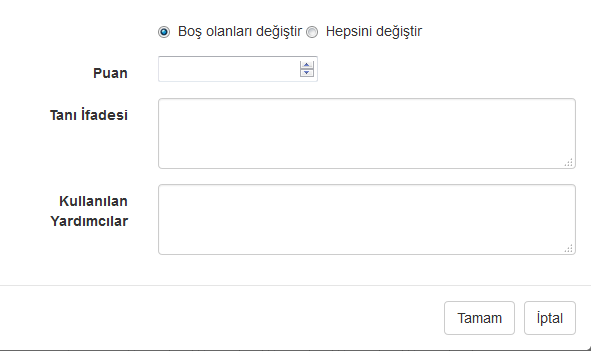 Boş olanları değiştir Hepsini değiştir
Puan
Tanı İfadesi
Kullanılan
Yardımcılar
Tamam İptal